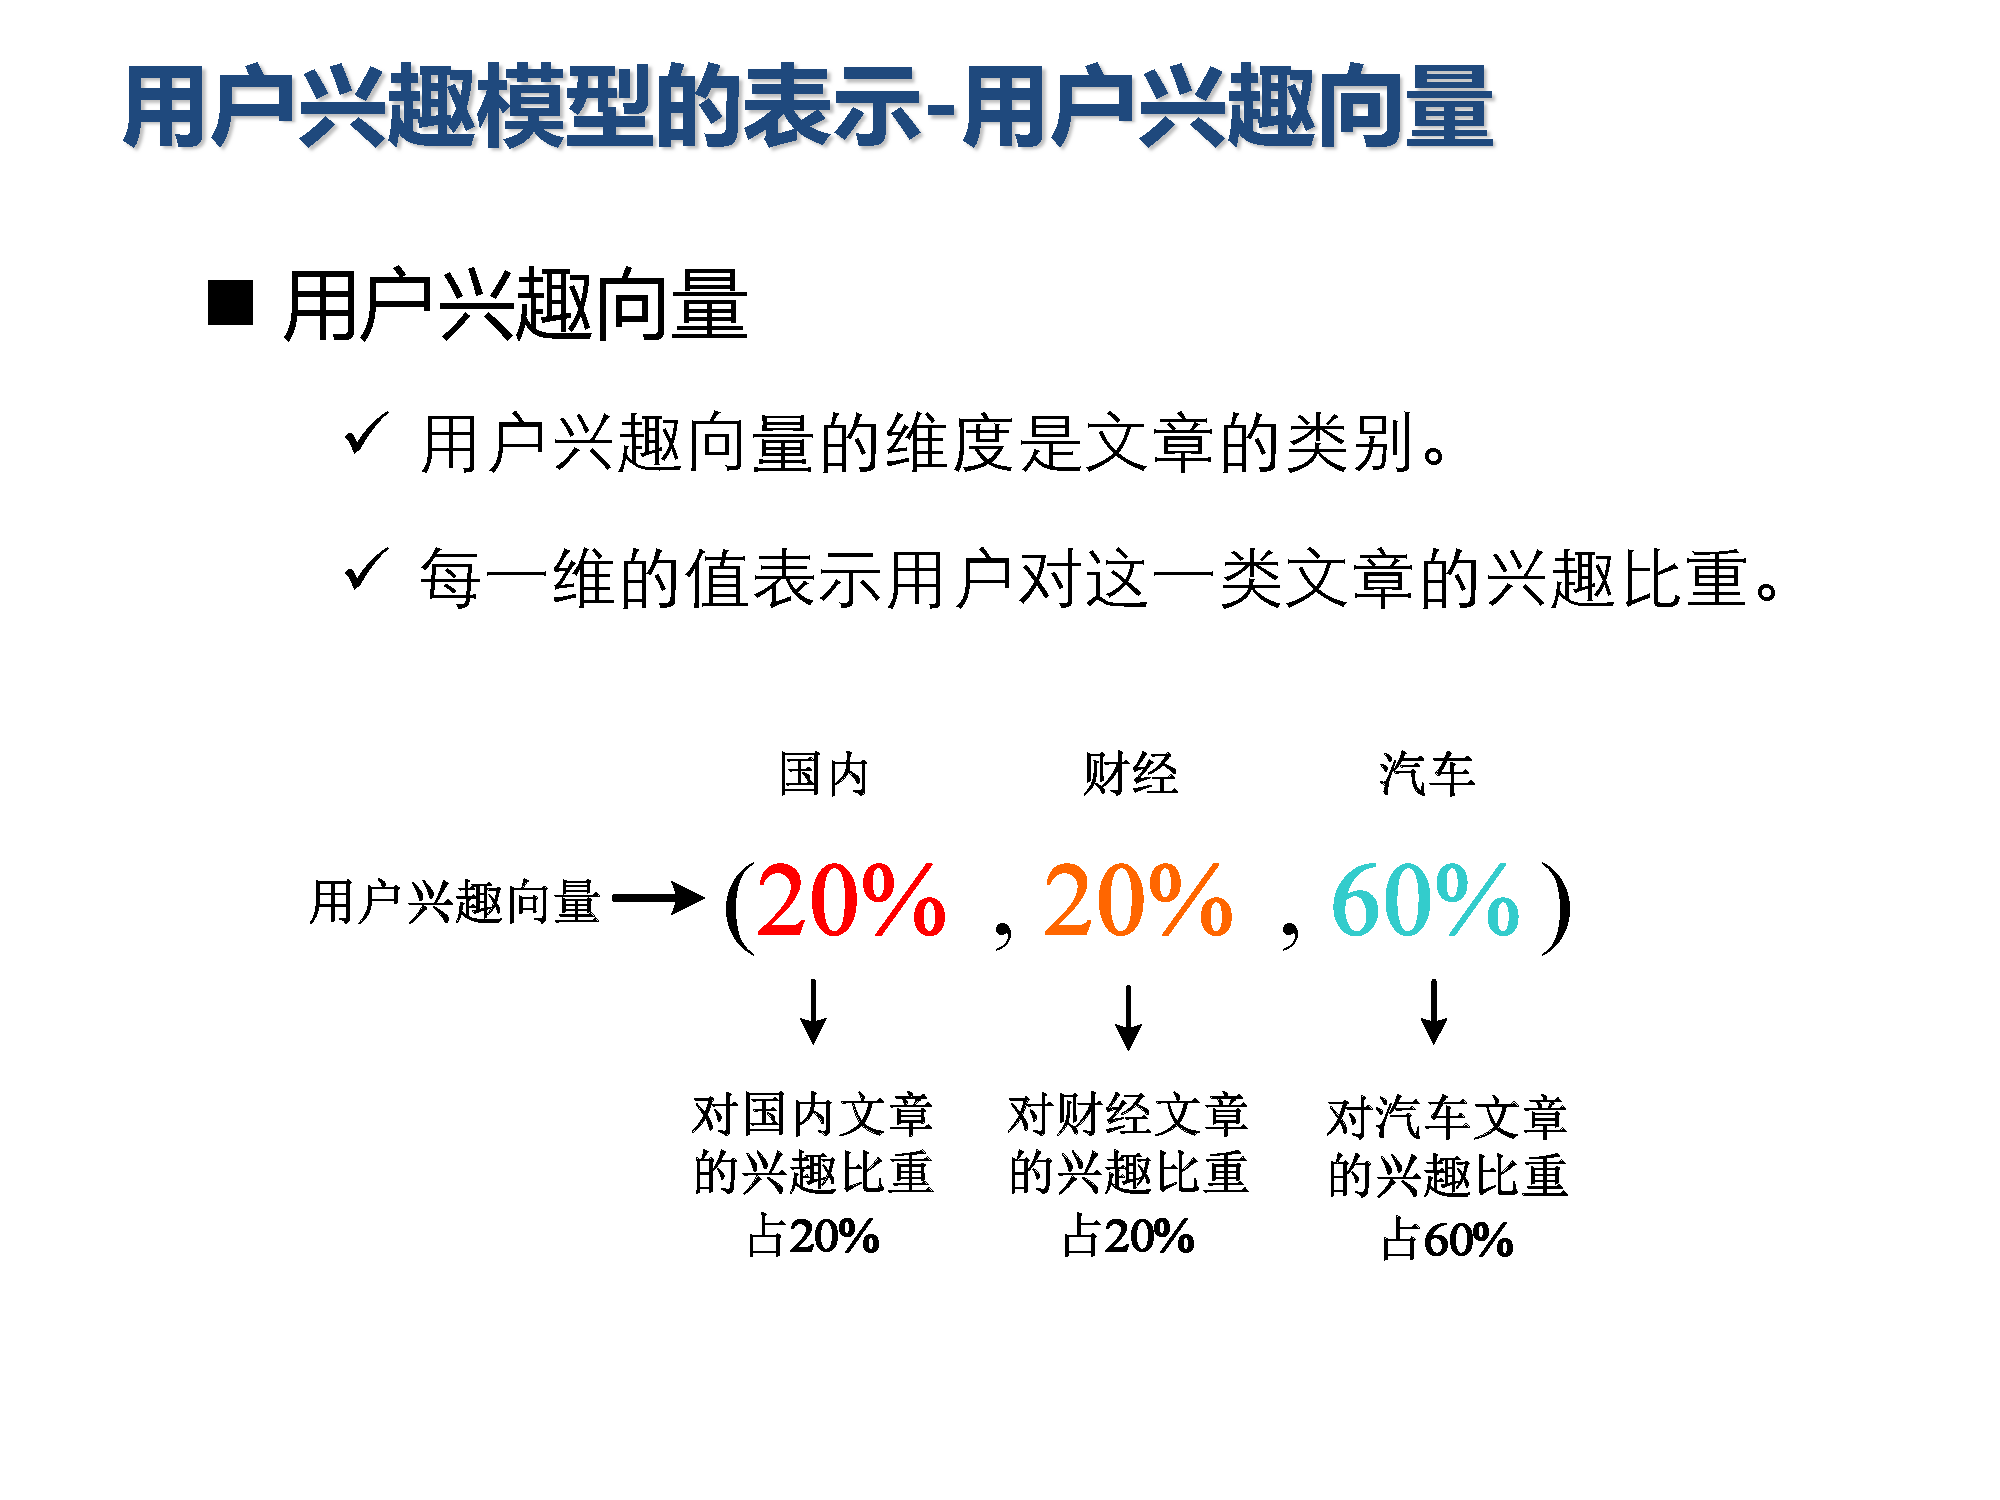 用户兴趣模型的表示-用户兴趣向量
用户兴趣向量
用户兴趣向量的维度是文章的类别。
每一维的值表示用户对这一类文章的兴趣比重。
国内 财经 汽车
用户兴趣向量 (20% , 20% , 60% )
对国内文章 对财经文章 对汽车文章
的兴趣比重 的兴趣比重 的兴趣比重
占20% 占20% 占60%